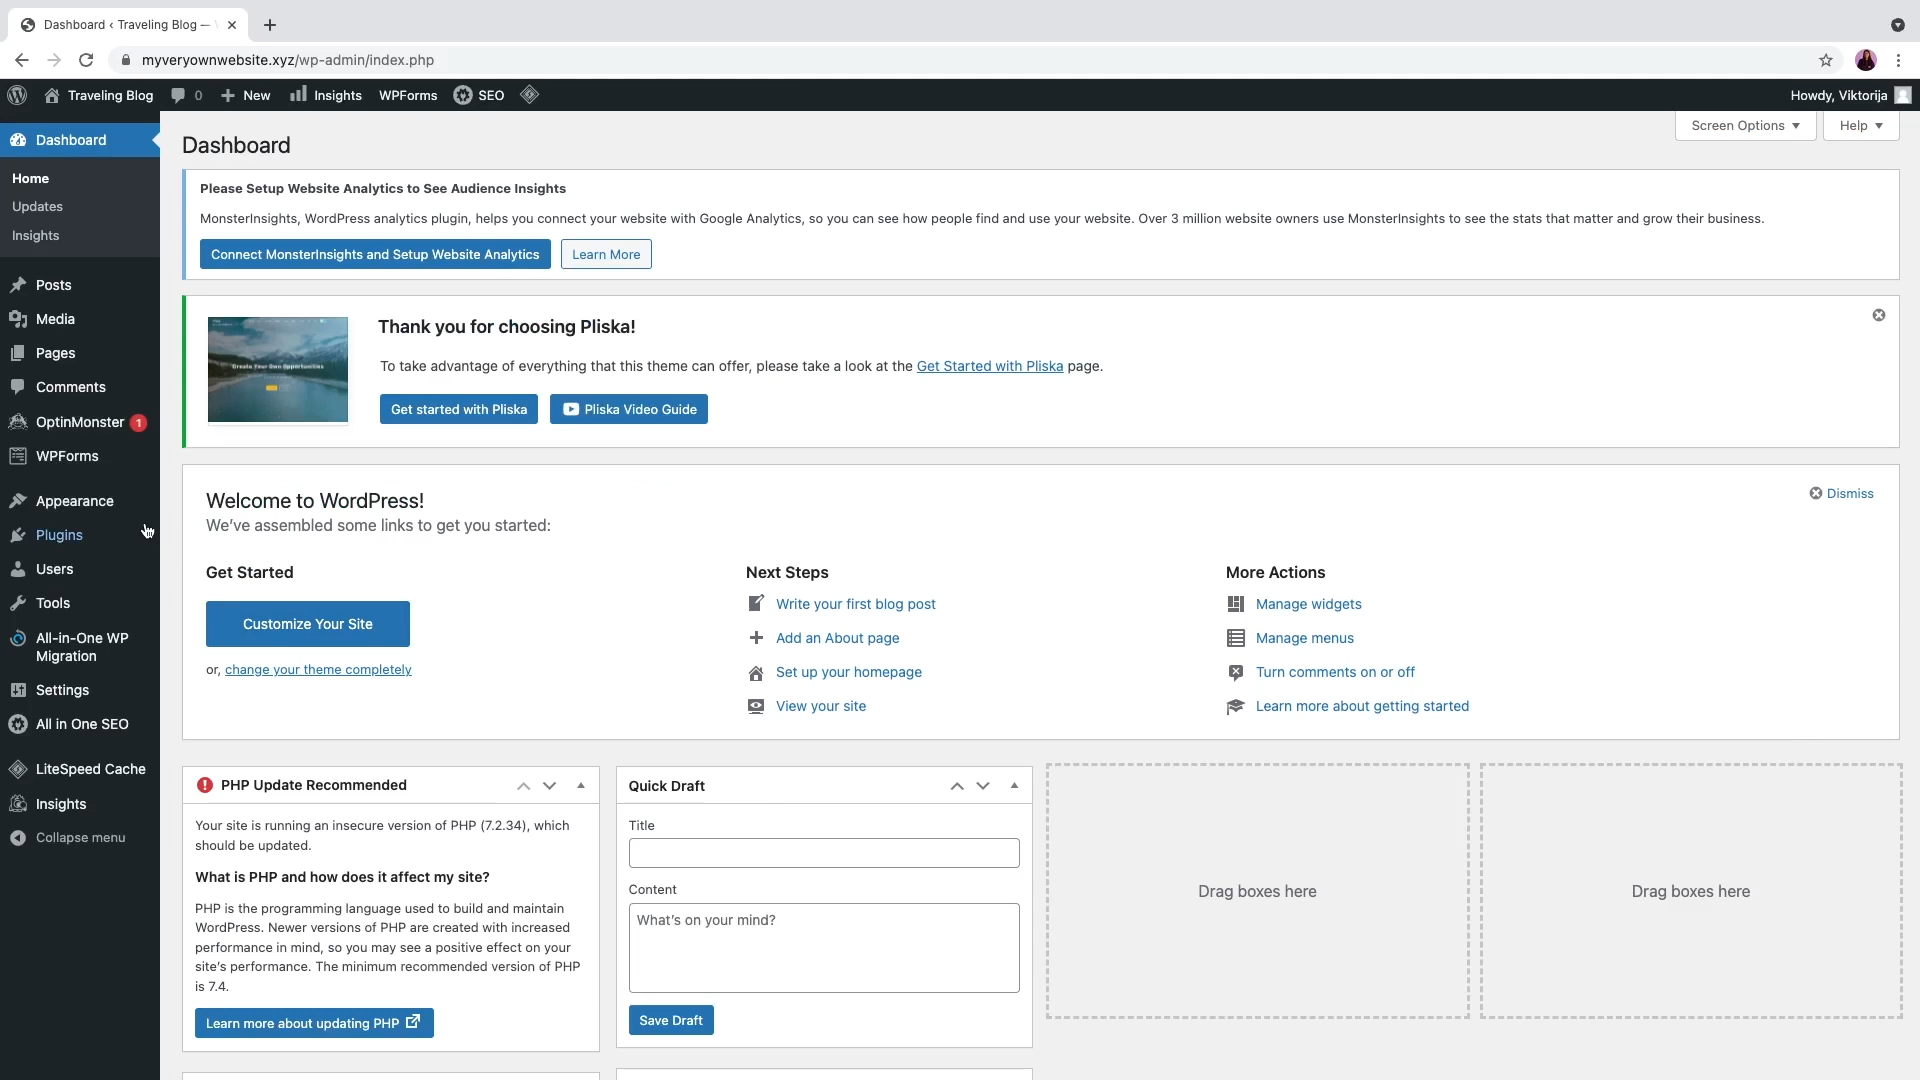 Dashboard ‹ Traveling Blog —
myveryownwebsite.xyz/wp-admin/index.php
Traveling Blog 0 New Insights WPForms SEO Howdy, Viktorija
Screen Options Help
Dashboard
Home
Updates
Insights
Posts
Media
Pages
Comments
OptinMonster 1
WPForms
Appearance
Plugins
Users
Tools
All-in-One WP
Migration
Settings
All in One SEO
LiteSpeed Cache
Insights
Collapse menu
Dashboard
Please Setup Website Analytics to See Audience Insights
MonsterInsights, WordPress analytics plugin, helps you connect your website with Google Analytics, so you can see how people find and use your website. Over 3 million website owners use MonsterInsights to see the stats that matter and grow their business.
Connect MonsterInsights and Setup Website Analytics Learn More
Create Your Own Opportunities
Thank you for choosing Pliska!
To take advantage of everything that this theme can offer, please take a look at the Get Started with Pliska page.
Get started with Pliska Pliska Video Guide
Welcome to WordPress!
Dismiss
We've assembled some links to get you started:
Get Started
Customize Your Site
or, change your theme completely
Next Steps
Write your first blog post
Add an About page
Set up your homepage
View your site
More Actions
Manage widgets
Manage menus
Turn comments on or off
Learn more about getting started
PHP Update Recommended
Your site is running an insecure version of PHP (7.2.34), which
should be updated.
What is PHP and how does it affect my site?
PHP is the programming language used to build and maintain
WordPress. Newer versions of PHP are created with increased
performance in mind, so you may see a positive effect on your
site's performance. The minimum recommended version of PHP
is 7.4.
Learn more about updating PHP
Quick Draft
Title
Content
What's on your mind?
Save Draft
Drag boxes here
Drag boxes here